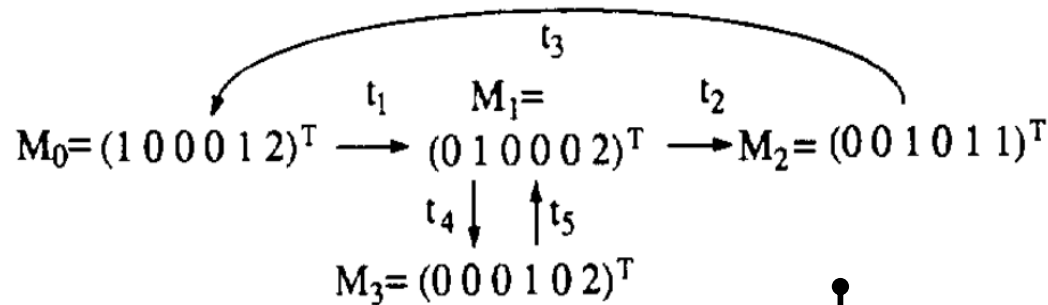 t₃
t₁ M₁= t₂
M₀= (1 0 0 0 1 2)ᵀ (0 1 0 0 0 2)ᵀ M₂= (0 0 1 0 1 1)ᵀ
t₄ t₅
M₃= (0 0 0 1 0 2)ᵀ